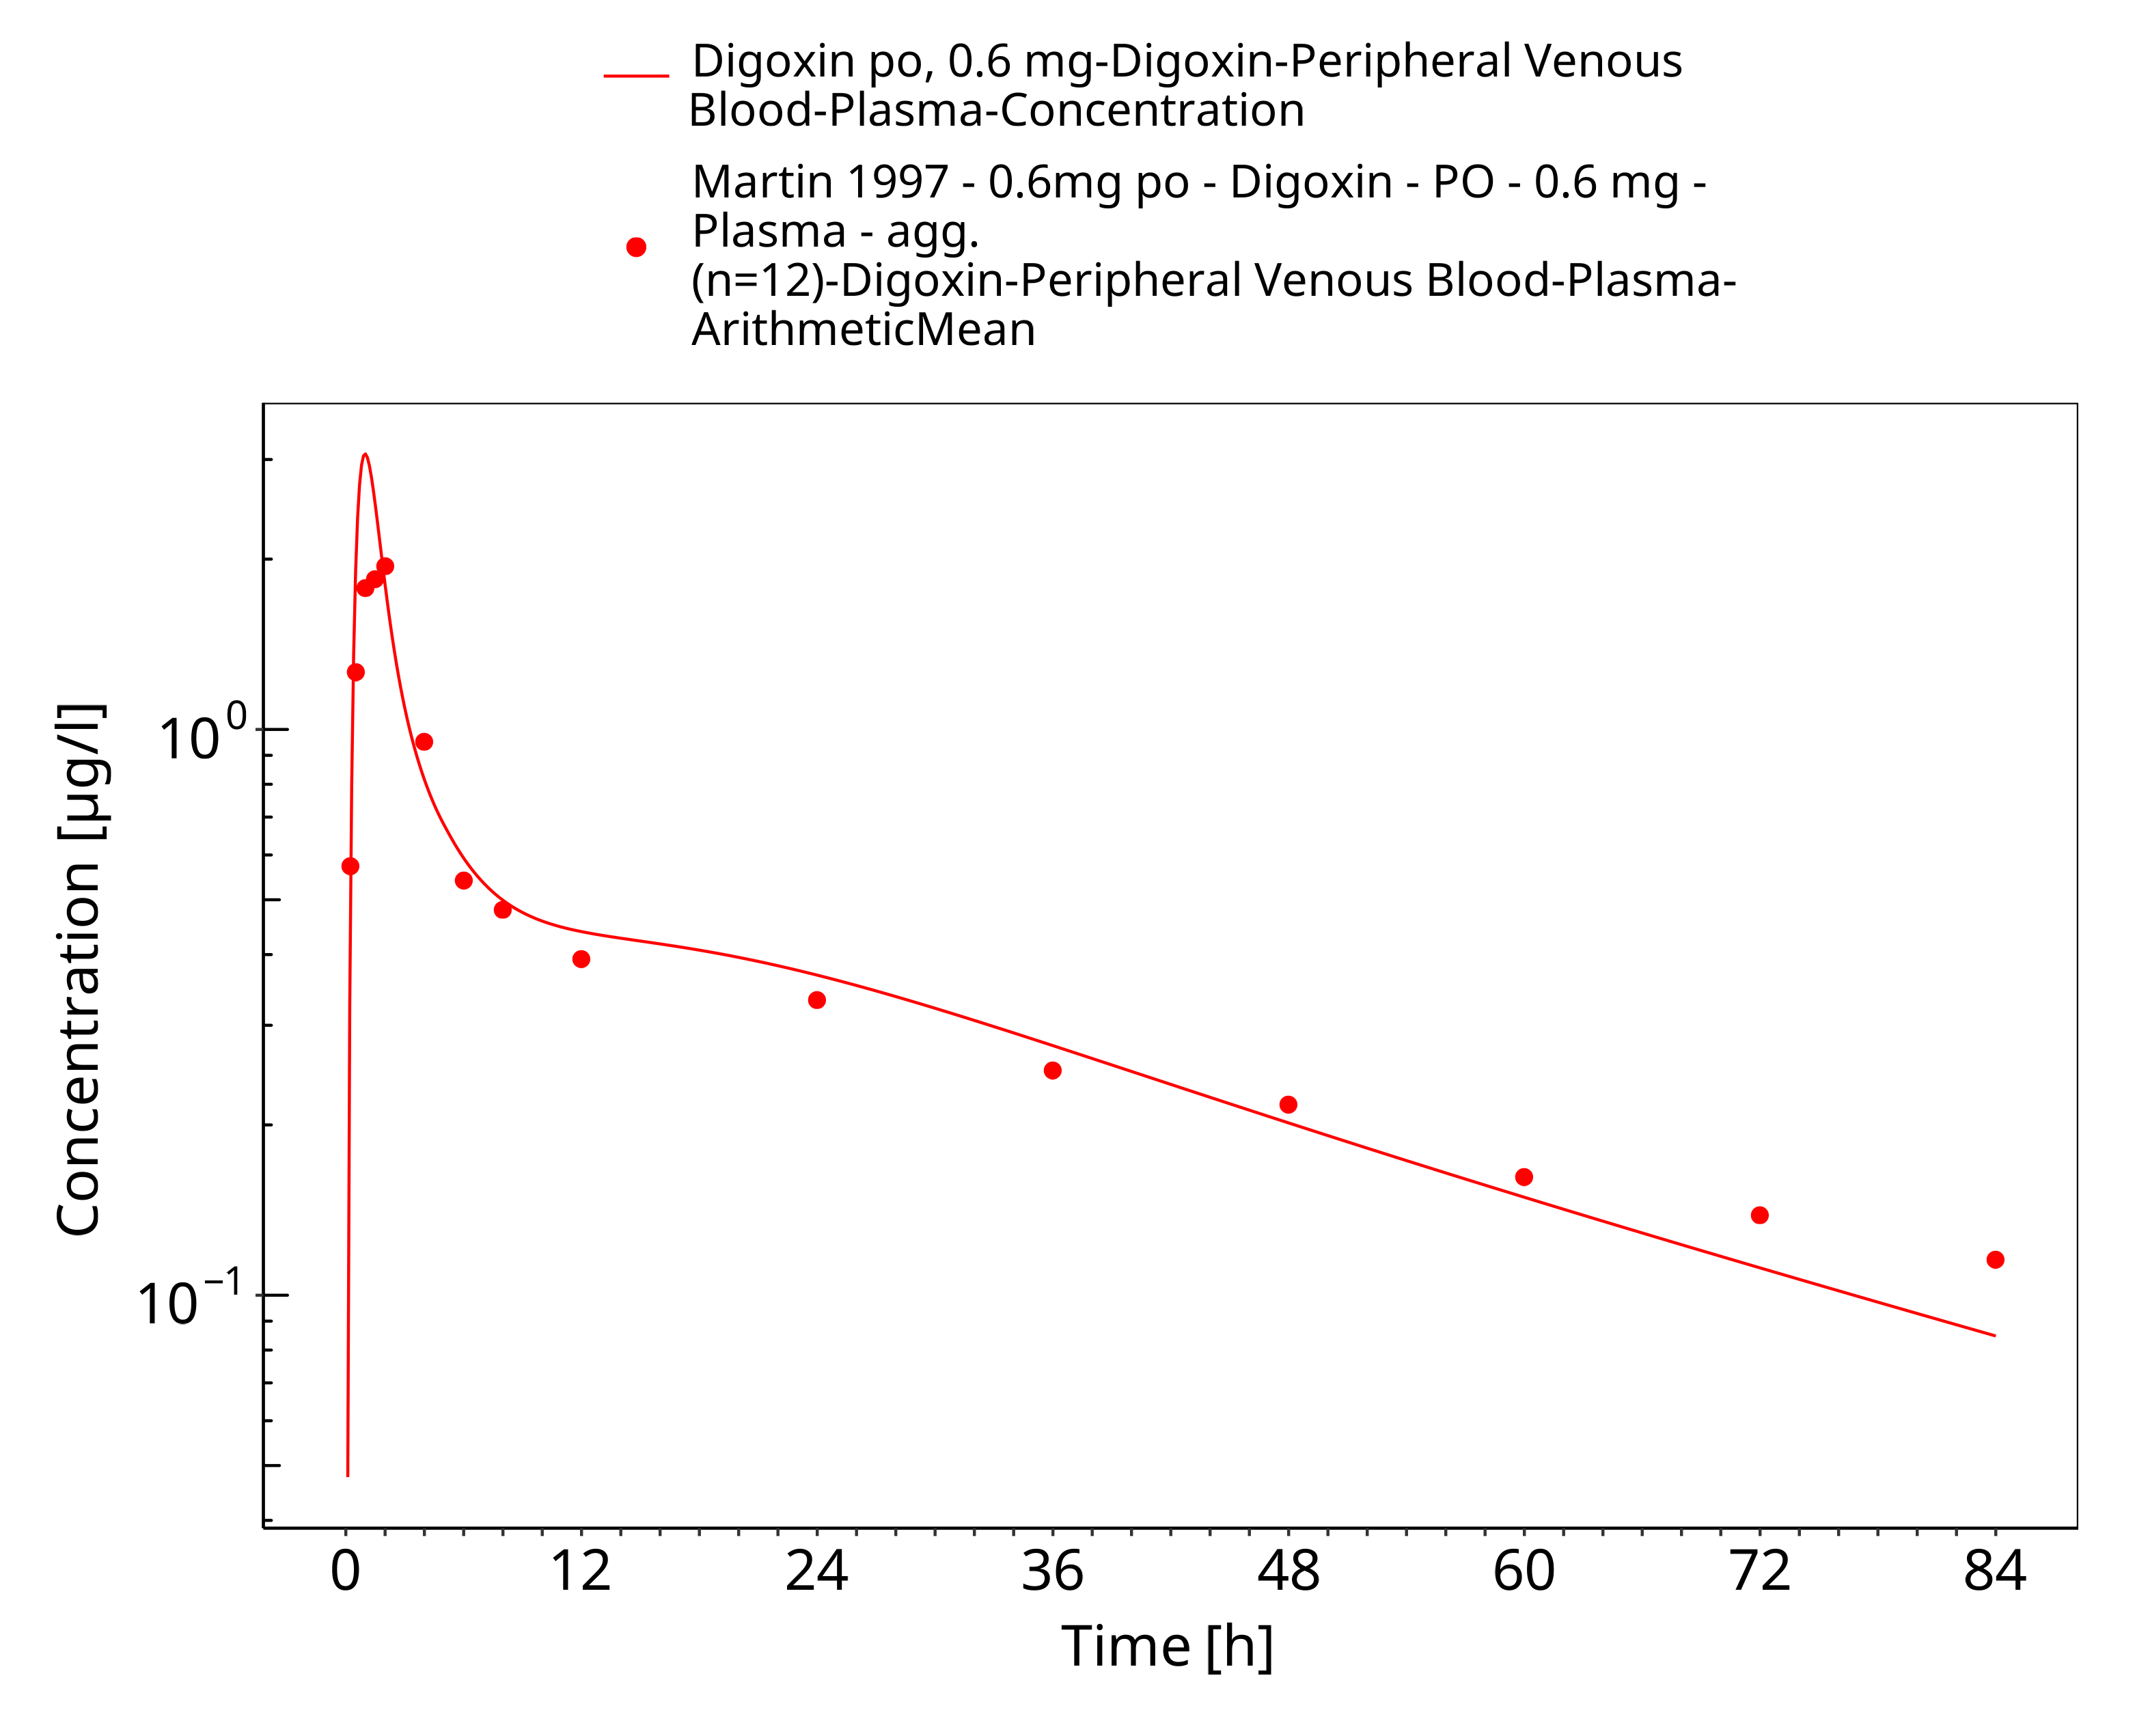 Digoxin po, 0.6 mg-Digoxin-Peripheral Venous
Blood-Plasma-Concentration
Martin 1997 - 0.6mg po - Digoxin - PO - 0.6 mg -
Plasma - agg.
(n=12)-Digoxin-Peripheral Venous Blood-Plasma-
ArithmeticMean
Concentration [µg/l]
10⁰
10⁻¹
0 12 24 36 48 60 72 84
Time [h]